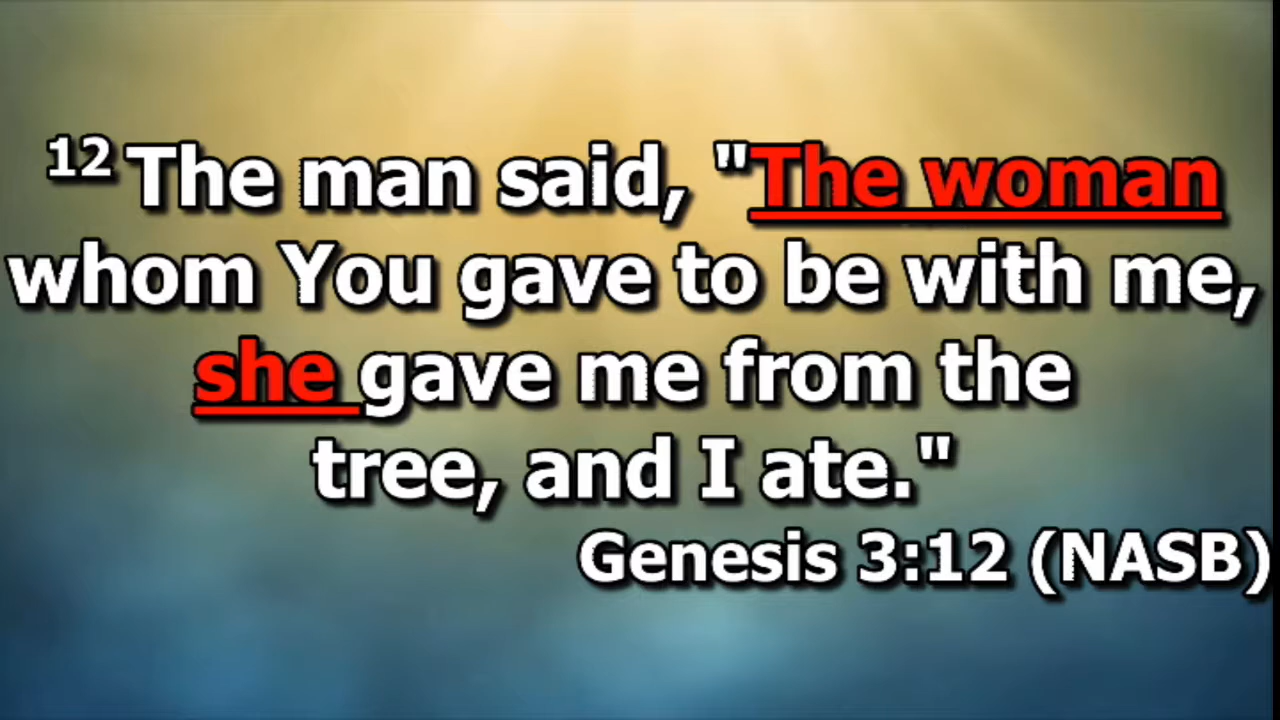 12 The man said, "The woman
whom You gave to be with me,
she gave me from the
tree, and I ate."
Genesis 3:12 (NASB)